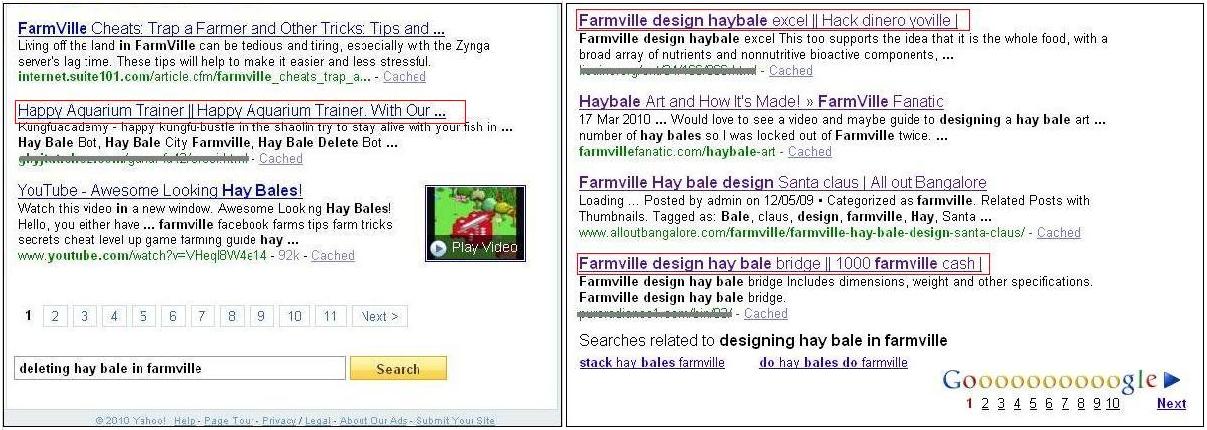 FarmVille Cheats: Trap a Farmer and Other Tricks: Tips and ...
Living off the land in FarmVille can be tedious and tiring, especially with the Zynga
server's lag time. These tips will help to make it easier and less stressful.
internet.suite101.com/article.cfm/farmville_cheats_trap_a... - Cached
Happy Aquarium Trainer || Happy Aquarium Trainer. With Our ...
Kungfuacadsmy - happy kungfu-bustle in the shaolin try to stay alive with your fish in ...
Hay Bale Bot, Hay Bale City Farmville, Hay Bale Delete Bot ...
- Cached
YouTube - Awesome Looking Hay Bales!
Watch this video in a new window. Awesome Looking Hay Bales!
Hello, you either have ... farmville facebook farms tips farm tricks
secrets cheat level up game farming guide hay ...
www.youtube.com/watch?v=VHeql8W4e14 - 92k - Cached
Play Video
1 2 3 4 5 6 7 8 9 10 11 Next >
deleting hay bale in farmville Search
© 2010 Yahoo! Help - Page Tour - Privacy / Legal - About Our Ads - Submit Your Site
Farmville design haybale excel || Hack dinero yoville |
Farmville design haybale excel This too supports the idea that it is the whole food, with a
broad array of nutrients and nonnutritive bioactive components, ...
- Cached
Haybale Art and How It's Made! » FarmVille Fanatic
17 Mar 2010 ... Would love to see a video and maybe guide to designing a hay bale art ...
number of hay bales so I was locked out of Farmville twice. ...
farmvillefanatic.com/haybale-art - Cached
Farmville Hay bale design Santa claus | All out Bangalore
Loading ... Posted by admin on 12/05/09 • Categorized as farmville. Related Posts with
Thumbnails. Tagged as: Bale, claus, design, farmville, Hay, Santa ...
www.alloutbangalore.com/farmville/farmville-hay-bale-design-santa-claus/ - Cached
Farmville design hay bale bridge || 1000 farmville cash |
Farmville design hay bale bridge Includes dimensions, weight and other specifications.
Farmville design hay bale bridge.
- Cached
Searches related to designing hay bale in farmville
stack hay bales farmville do hay bales do farmville
Goooooooooogle
1 2 3 4 5 6 7 8 9 10 Next